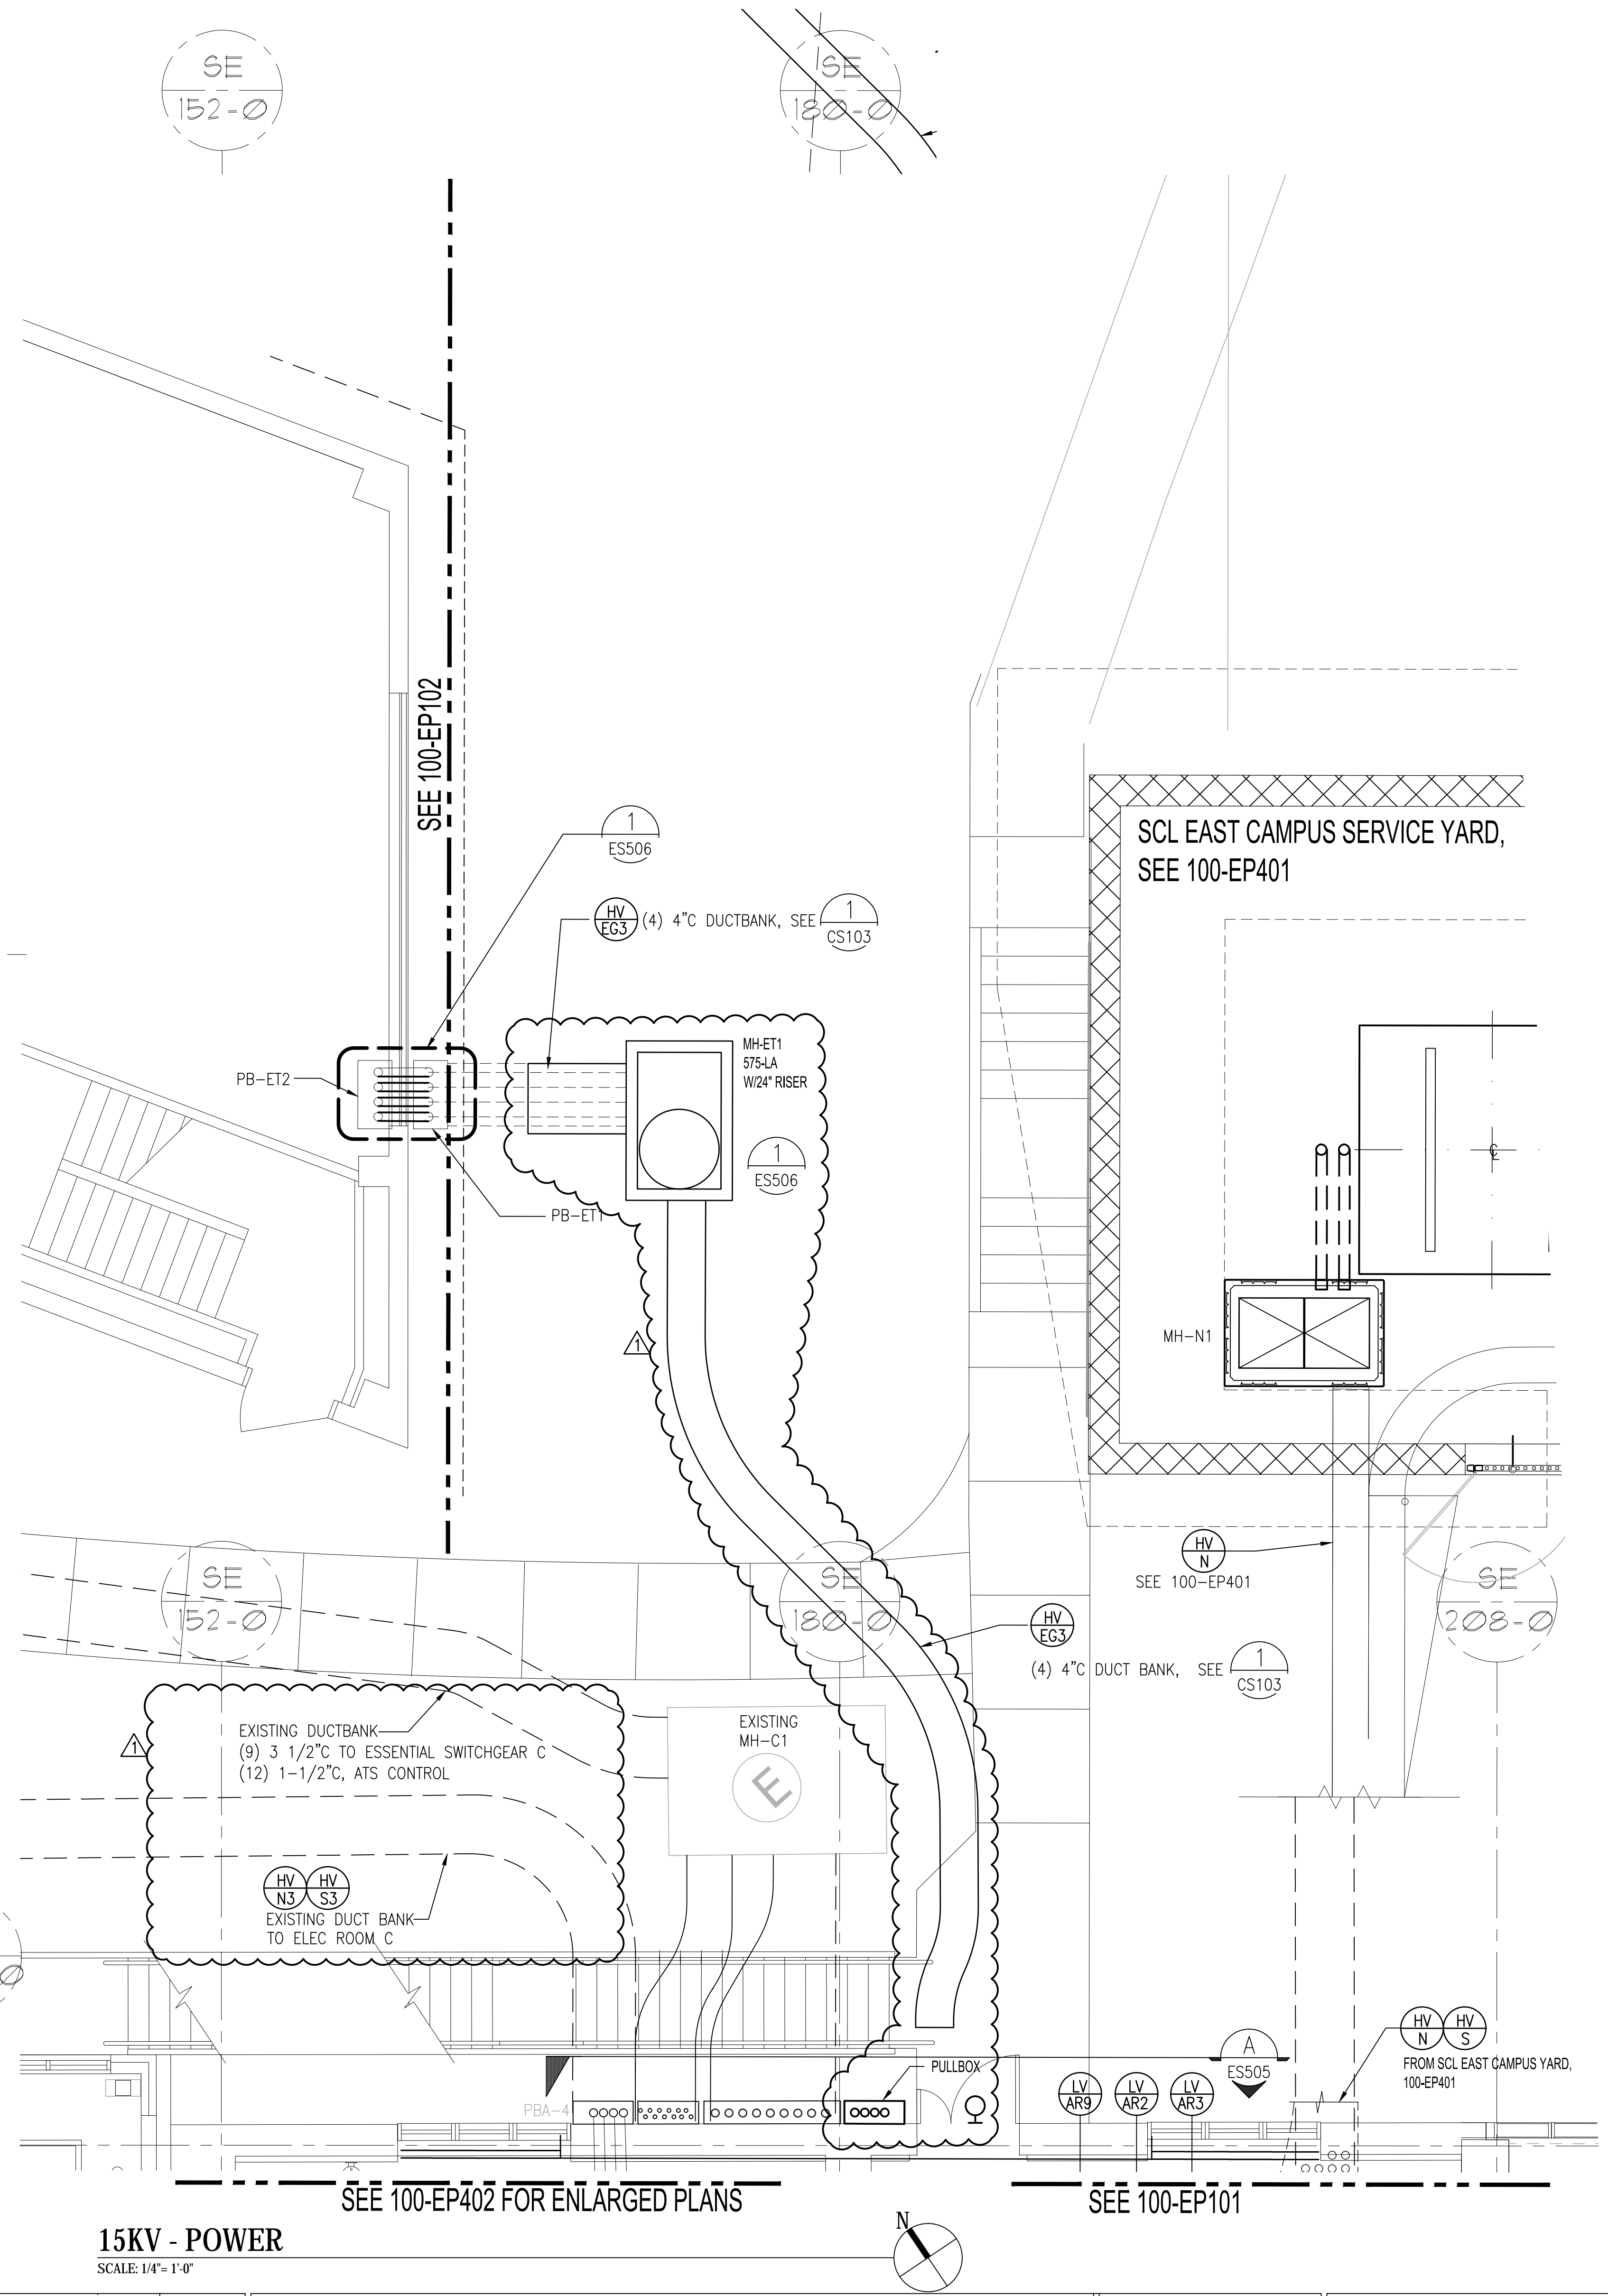 SE
152-Ø
SE
180-Ø
SEE 100-EP102
1
ES506
HV
EG3
(4) 4"C DUCTBANK, SEE
1
CS103
SCL EAST CAMPUS SERVICE YARD,
SEE 100-EP401
MH-ET1
575-LA
W/24" RISER
PB-ET2
1
ES506
PB-ET1
℄
MH-N1
1
HV
N
SEE 100-EP401
SE
152-Ø
SE
180-Ø
SE
208-Ø
HV
EG3
(4) 4"C DUCT BANK, SEE
1
CS103
1
EXISTING DUCTBANK
(9) 3 1/2"C TO ESSENTIAL SWITCHGEAR C
(12) 1-1/2"C, ATS CONTROL
EXISTING
MH-C1
E
HV
N3
HV
S3
EXISTING DUCT BANK
TO ELEC ROOM C
Ø
HV
N
HV
S
FROM SCL EAST CAMPUS YARD,
100-EP401
A
ES505
PULLBOX
LV
AR9
LV
AR2
LV
AR3
PBA-4
SEE 100-EP402 FOR ENLARGED PLANS
SEE 100-EP101
15KV - POWER
SCALE: 1/4"= 1'-0"
N